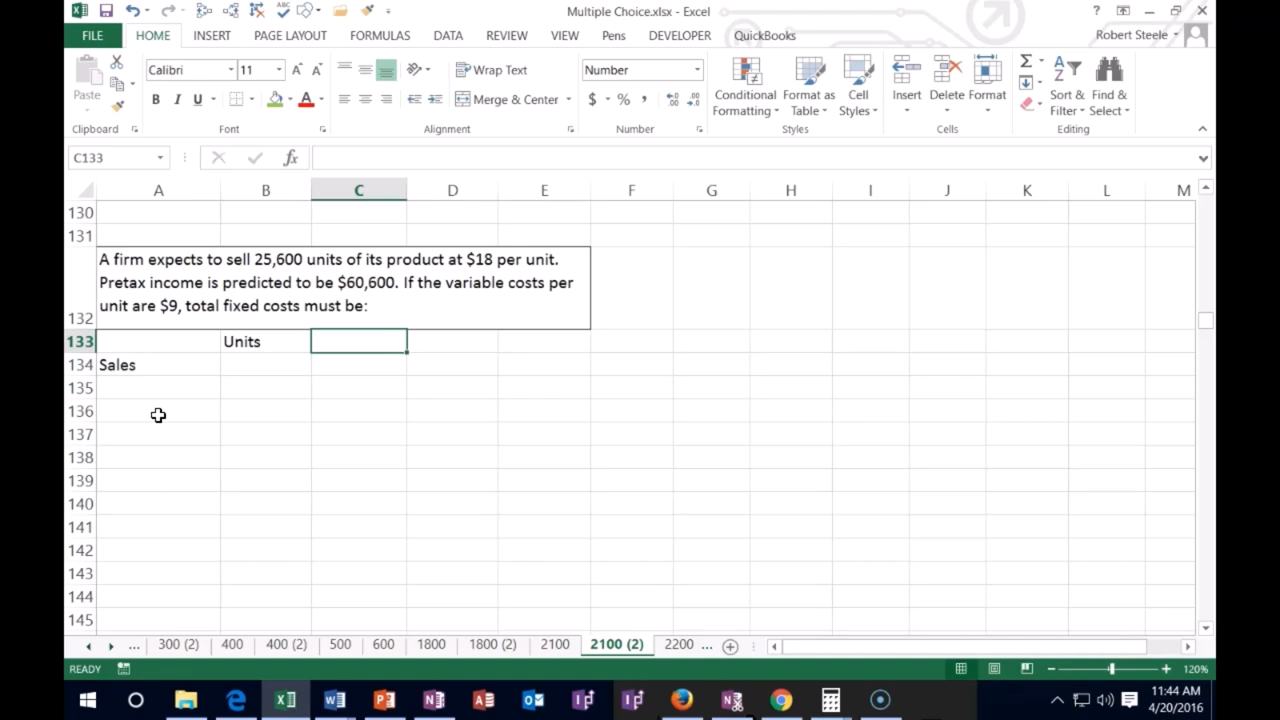 Multiple Choice.xlsx - Excel
FILE HOME INSERT PAGE LAYOUT FORMULAS DATA REVIEW VIEW Pens DEVELOPER QuickBooks Robert Steele
Paste Calibri 11 Wrap Text Number
B I U Merge & Center $ % Conditional Formatting Format as Table Cell Styles Insert Delete Format Sort & Filter Find & Select
Clipboard Font Alignment Number Styles Cells Editing
C133 fx
A B C D E F G H I J K L M
130
131
A firm expects to sell 25,600 units of its product at $18 per unit.
Pretax income is predicted to be $60,600. If the variable costs per
132 unit are $9, total fixed costs must be:
133 Units
134 Sales
135
136
137
138
139
140
141
142
143
144
145
... 300 (2) 400 400 (2) 500 600 1800 1800 (2) 2100 2100 (2) 2200 ...
READY 120%
11:44 AM
4/20/2016